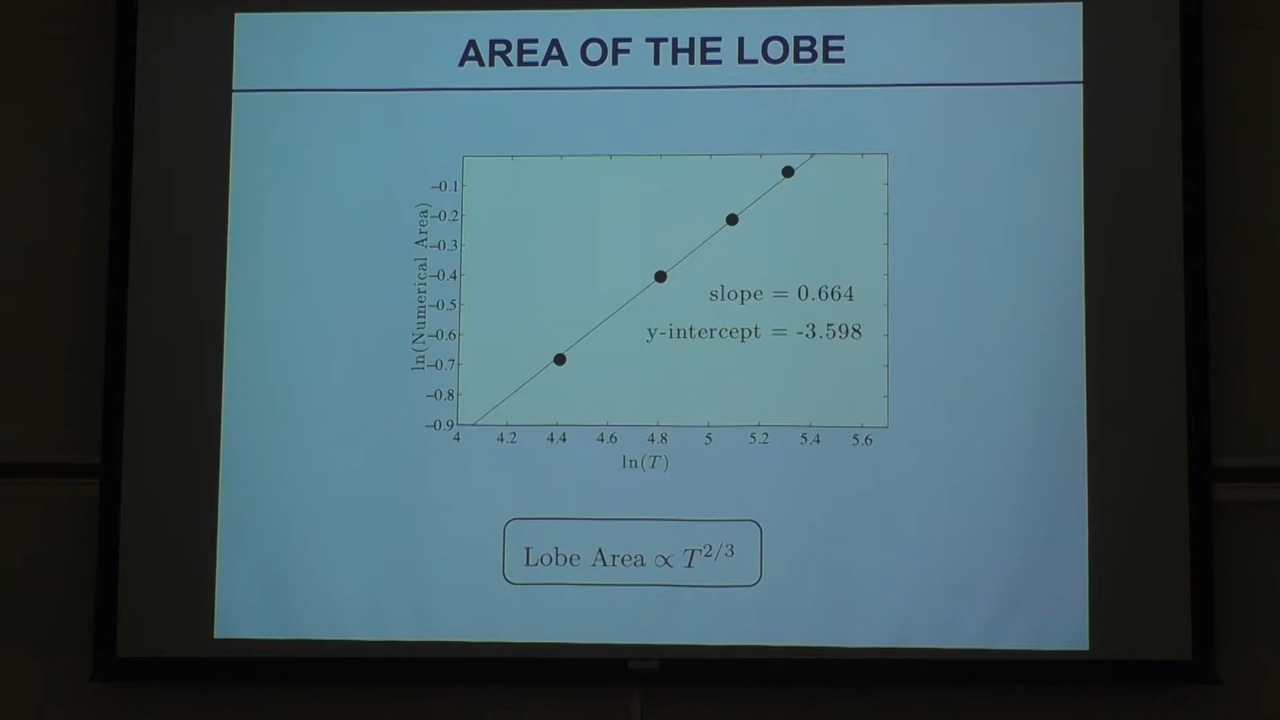 AREA OF THE LOBE
ln(Numerical Area)
−0.1
−0.2
−0.3
−0.4
−0.5
−0.6
−0.7
−0.8
−0.9
slope = 0.664
y-intercept = -3.598
4 4.2 4.4 4.6 4.8 5 5.2 5.4 5.6
ln(T)
Lobe Area ∝ T^{2/3}